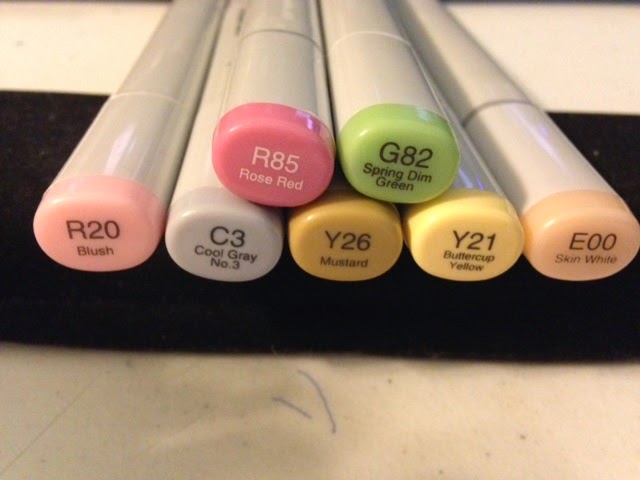 R85
Rose Red
G82
Spring Dim
Green
R20
Blush
C3
Cool Gray
No.3
Y26
Mustard
Y21
Buttercup
Yellow
E00
Skin White